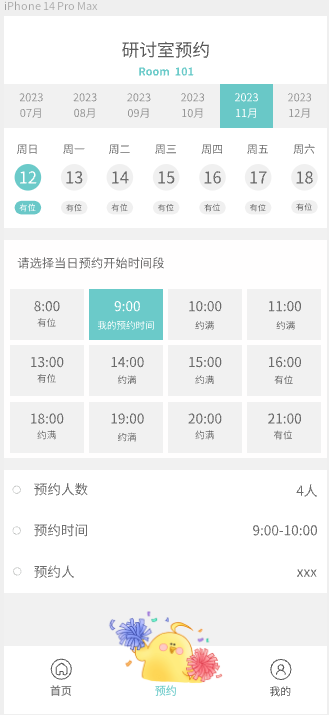 iPhone 14 Pro Max
研讨室预约
Room 101
2023 2023 2023 2023 2023 2023
07月 08月 09月 10月 11月 12月
周日 周一 周二 周三 周四 周五 周六
12 13 14 15 16 17 18
有位 有位 有位 有位 有位 有位 有位
请选择当日预约开始时间段
8:00 9:00 10:00 11:00
有位 我的预约时间 约满 约满
13:00 14:00 15:00 16:00
有位 约满 约满 有位
18:00 19:00 20:00 21:00
约满 约满 约满 有位
预约人数 4人
预约时间 9:00-10:00
预约人 xxx
首页 预约 我的